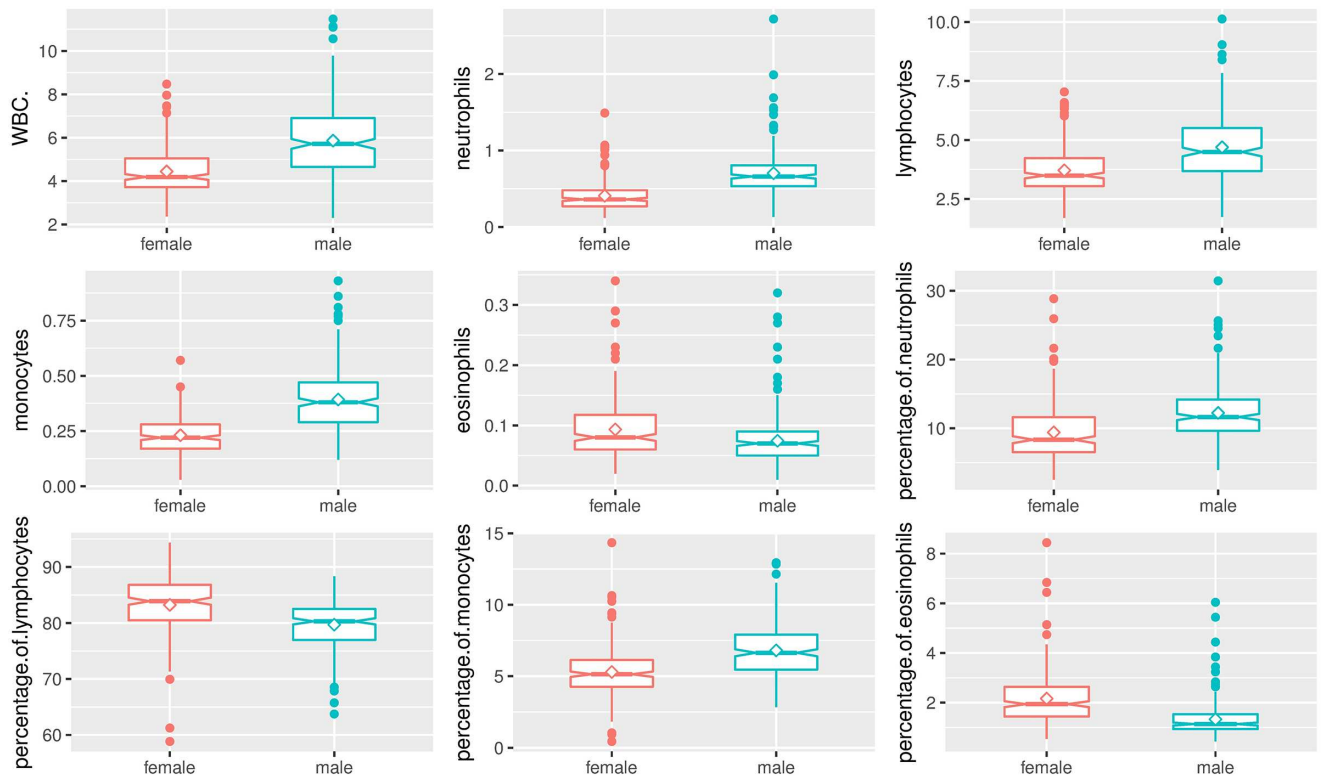 WBC.
10
8
6
4
2
female male
neutrophils
2
1
0
female male
lymphocytes
10.0
7.5
5.0
2.5
female male
monocytes
0.75
0.50
0.25
0.00
female male
eosinophils
0.3
0.2
0.1
0.0
female male
percentage.of.neutrophils
30
20
10
female male
percentage.of.lymphocytes
90
80
70
60
female male
percentage.of.monocytes
15
10
5
0
female male
percentage.of.eosinophils
8
6
4
2
female male